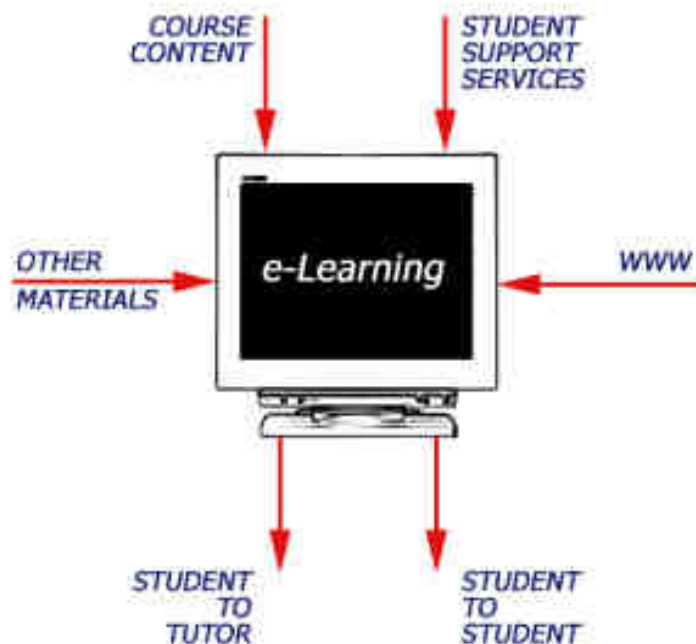 COURSE
CONTENT
STUDENT
SUPPORT
SERVICES
OTHER
MATERIALS
e-Learning
WWW
STUDENT
TO
TUTOR
STUDENT
TO
STUDENT